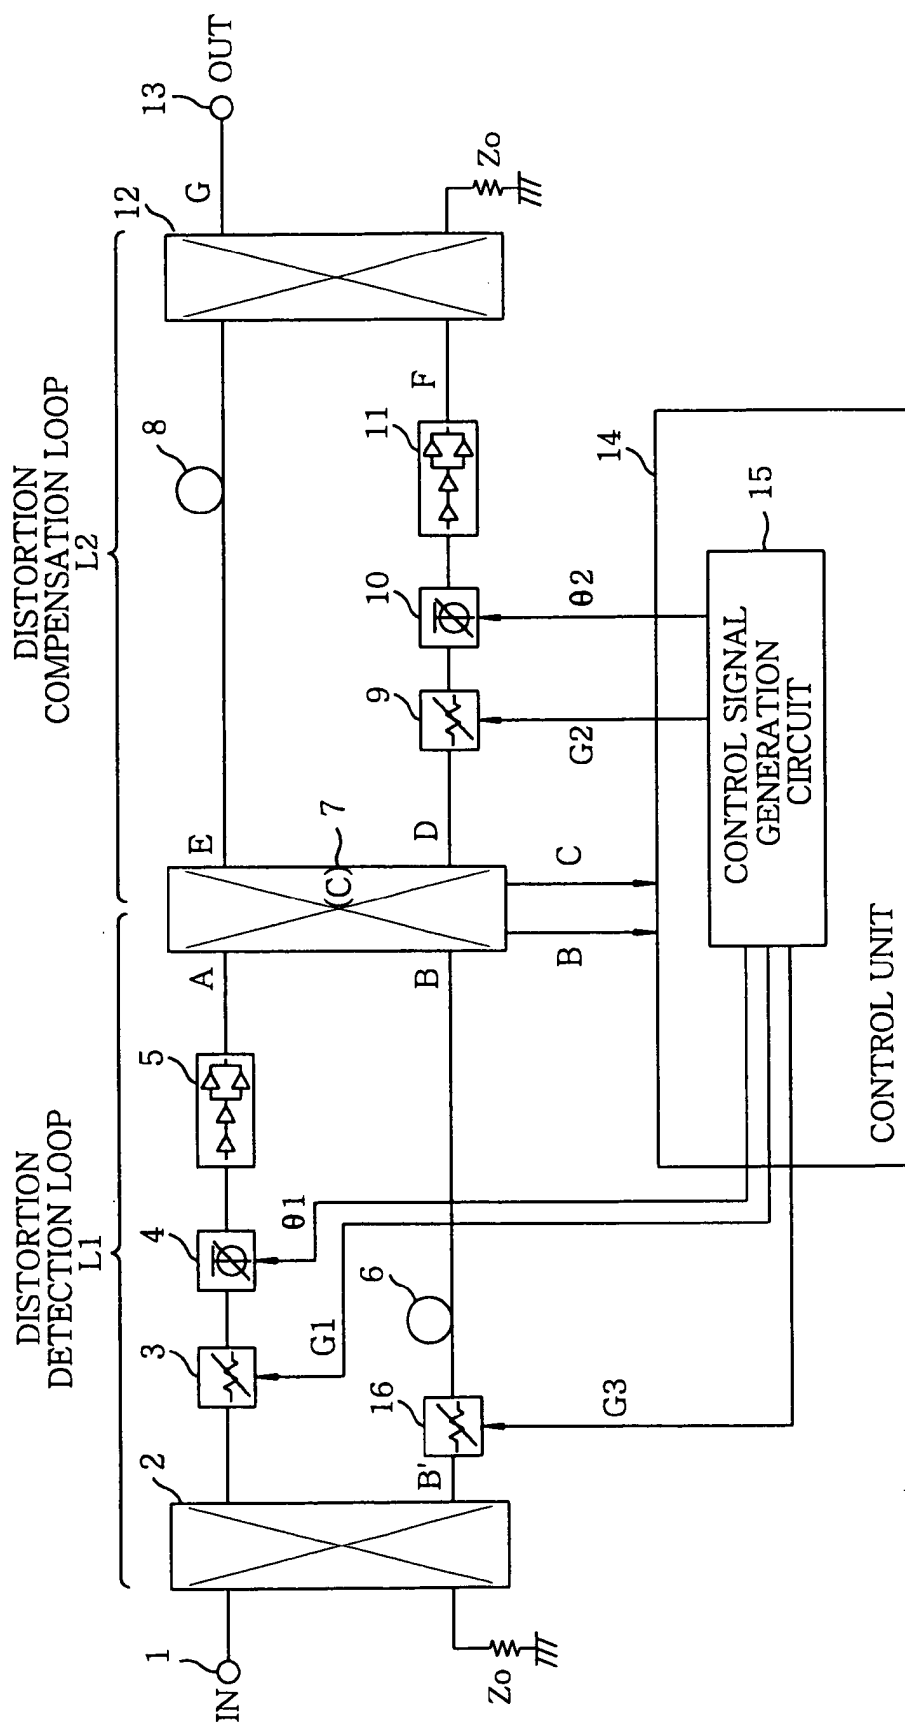 DISTORTION
DETECTION LOOP
L1
DISTORTION
COMPENSATION LOOP
L2
IN
1
2
3
4
5
A
E
8
12
G
13
OUT
(C)
7
Zo
B'
16
6
B
D
9
10
11
F
Zo
G1
θ1
B
C
G2
θ2
14
G3
CONTROL SIGNAL
GENERATION
CIRCUIT
15
CONTROL UNIT